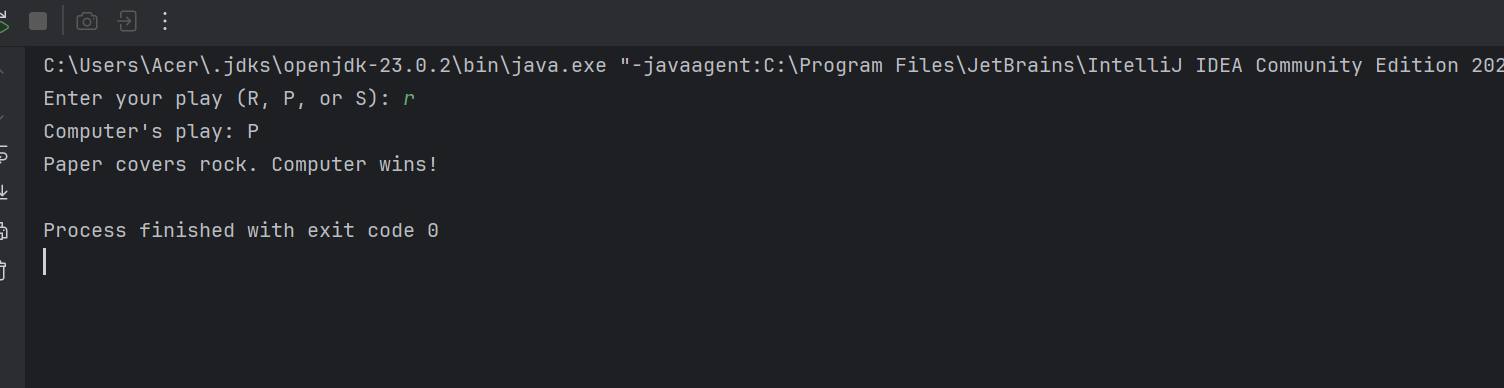 C:\Users\Acer\.jdks\openjdk-23.0.2\bin\java.exe "-javaagent:C:\Program Files\JetBrains\IntelliJ IDEA Community Edition 202
Enter your play (R, P, or S): r
Computer's play: P
Paper covers rock. Computer wins!
Process finished with exit code 0